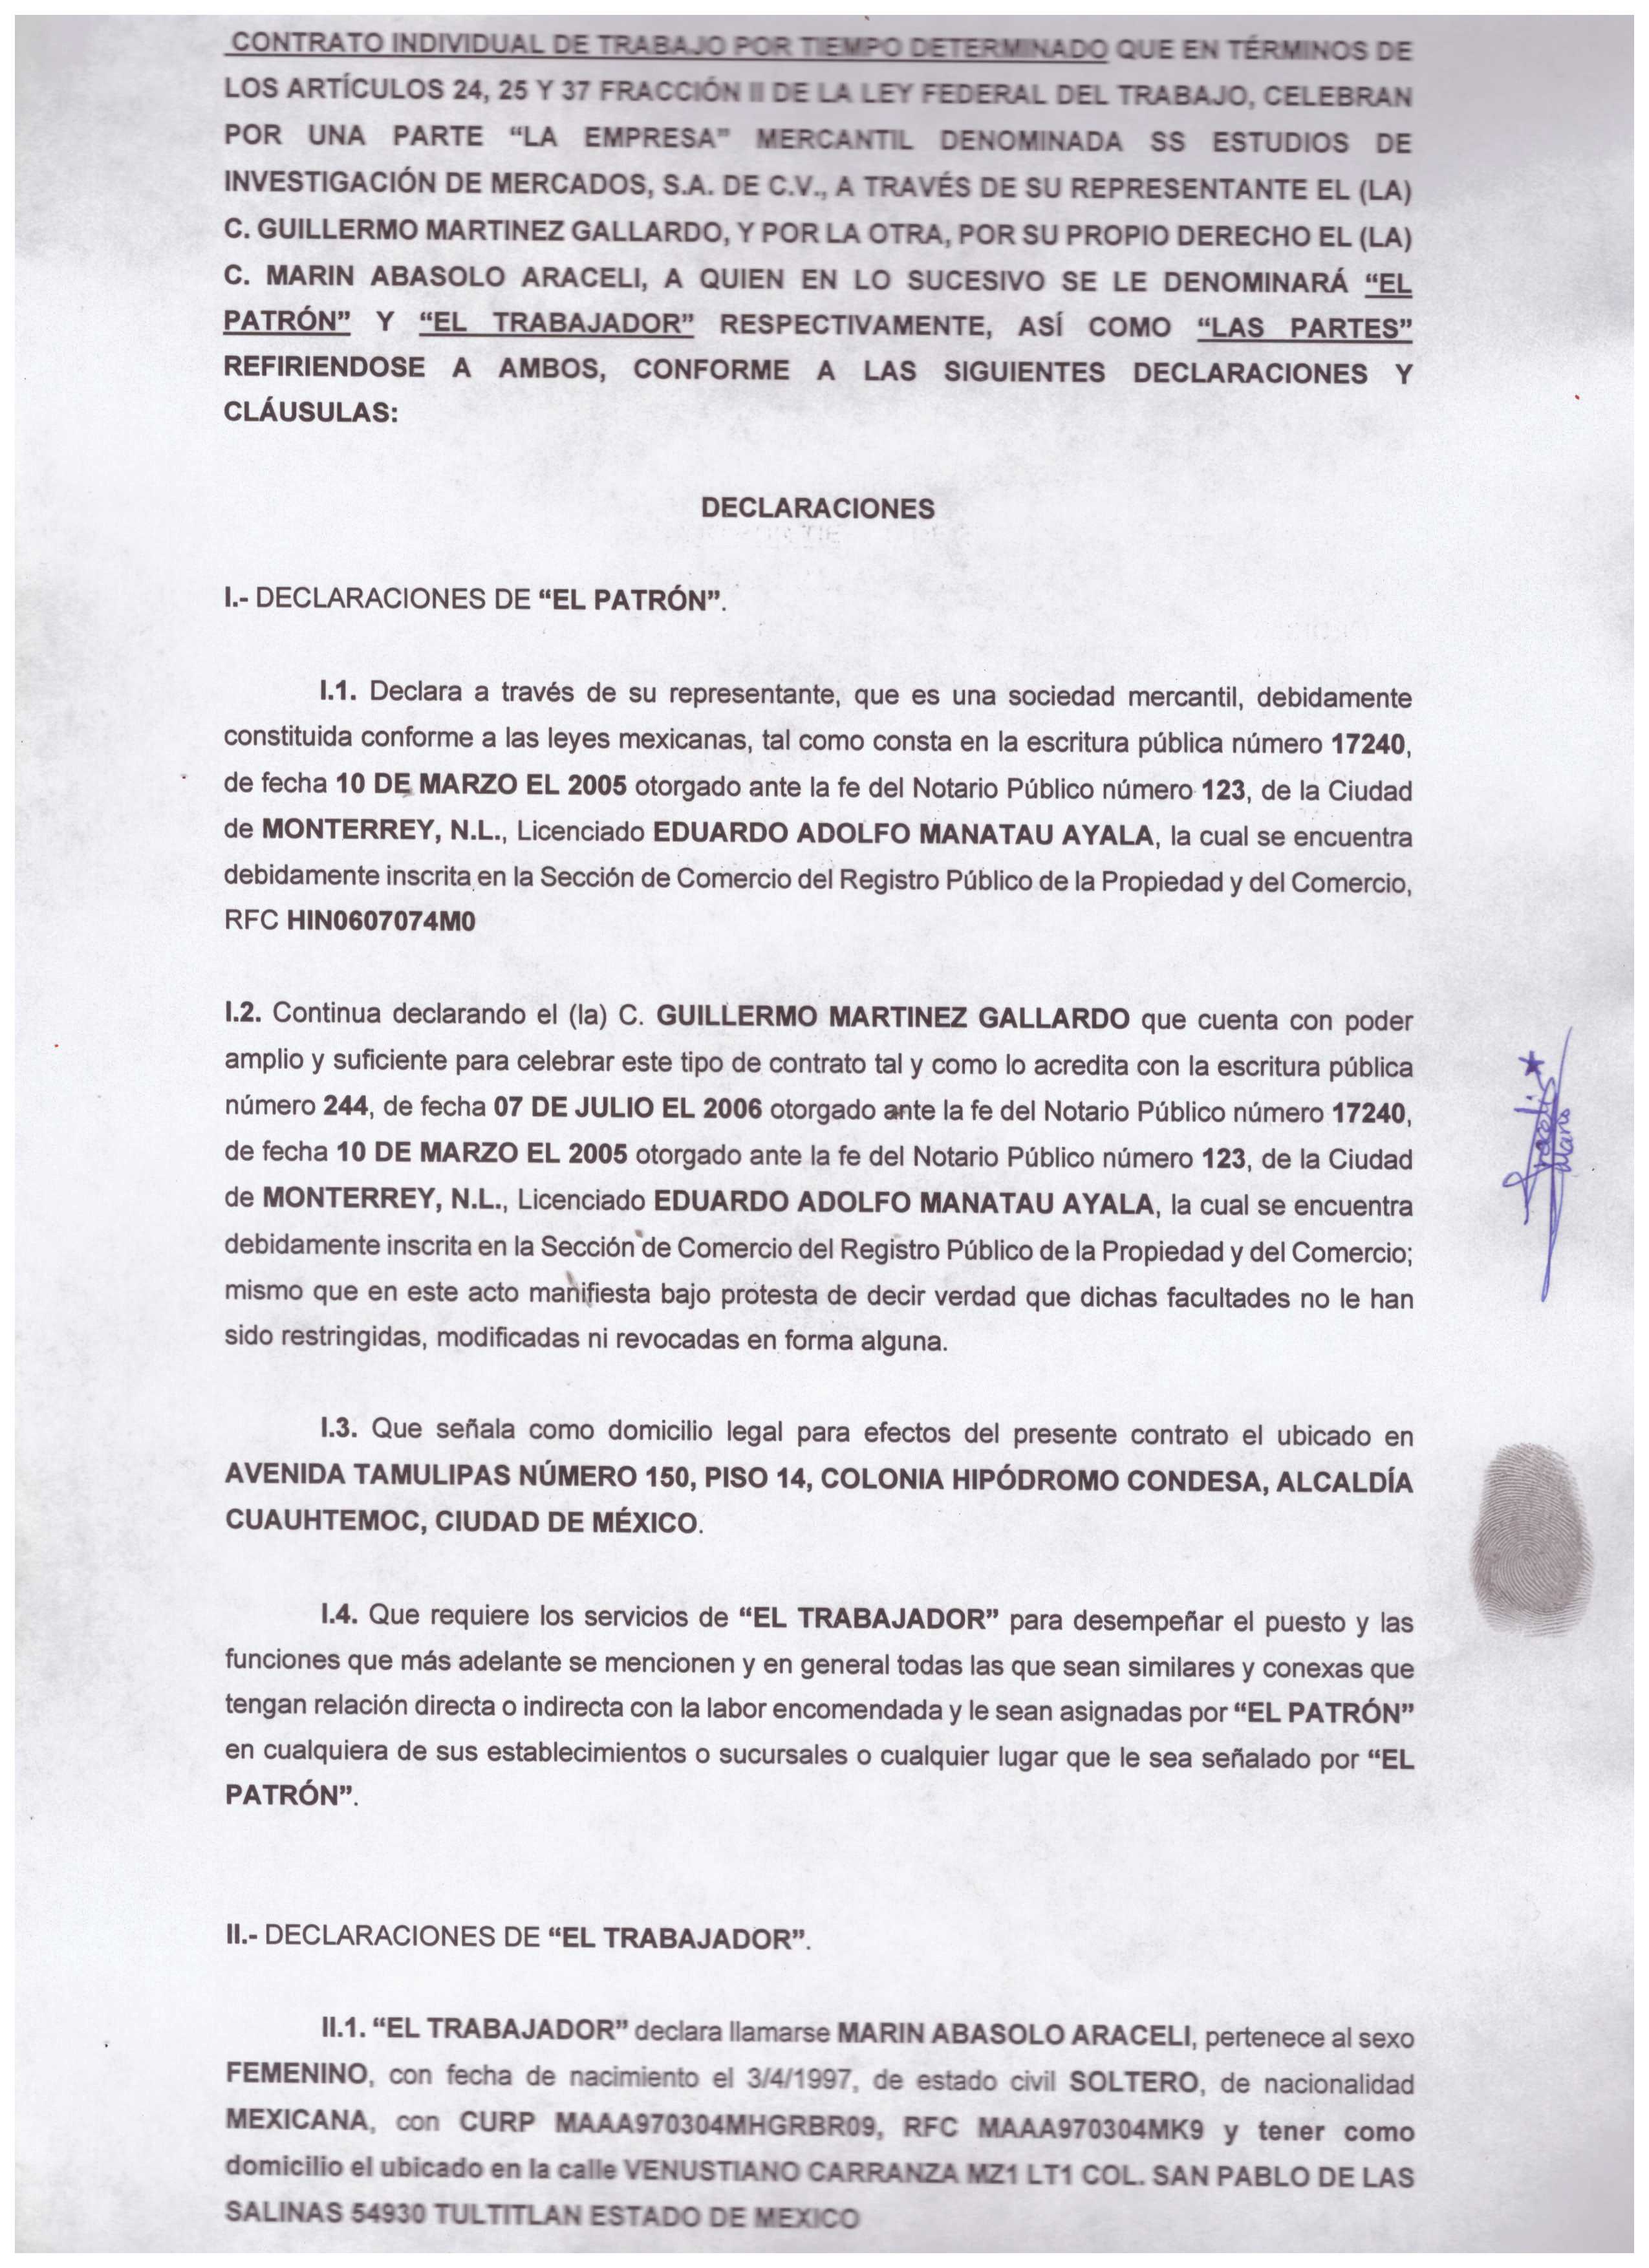 CONTRATO INDIVIDUAL DE TRABAJO POR TIEMPO DETERMINADO QUE EN TÉRMINOS DE
LOS ARTÍCULOS 24, 25 Y 37 FRACCIÓN II DE LA LEY FEDERAL DEL TRABAJO, CELEBRAN
POR UNA PARTE “LA EMPRESA” MERCANTIL DENOMINADA SS ESTUDIOS DE
INVESTIGACIÓN DE MERCADOS, S.A. DE C.V., A TRAVÉS DE SU REPRESENTANTE EL (LA)
C. GUILLERMO MARTINEZ GALLARDO, Y POR LA OTRA, POR SU PROPIO DERECHO EL (LA)
C. MARIN ABASOLO ARACELI, A QUIEN EN LO SUCESIVO SE LE DENOMINARÁ “EL
PATRÓN” Y “EL TRABAJADOR” RESPECTIVAMENTE, ASÍ COMO “LAS PARTES”
REFIRIENDOSE A AMBOS, CONFORME A LAS SIGUIENTES DECLARACIONES Y
CLÁUSULAS:
DECLARACIONES
I.- DECLARACIONES DE “EL PATRÓN”.
I.1. Declara a través de su representante, que es una sociedad mercantil, debidamente
constituida conforme a las leyes mexicanas, tal como consta en la escritura pública número 17240,
de fecha 10 DE MARZO EL 2005 otorgado ante la fe del Notario Público número 123, de la Ciudad
de MONTERREY, N.L., Licenciado EDUARDO ADOLFO MANATAU AYALA, la cual se encuentra
debidamente inscrita en la Sección de Comercio del Registro Público de la Propiedad y del Comercio,
RFC HIN0607074M0
I.2. Continua declarando el (la) C. GUILLERMO MARTINEZ GALLARDO que cuenta con poder
amplio y suficiente para celebrar este tipo de contrato tal y como lo acredita con la escritura pública
número 244, de fecha 07 DE JULIO EL 2006 otorgado ante la fe del Notario Público número 17240,
de fecha 10 DE MARZO EL 2005 otorgado ante la fe del Notario Público número 123, de la Ciudad
de MONTERREY, N.L., Licenciado EDUARDO ADOLFO MANATAU AYALA, la cual se encuentra
debidamente inscrita en la Sección de Comercio del Registro Público de la Propiedad y del Comercio;
mismo que en este acto manifiesta bajo protesta de decir verdad que dichas facultades no le han
sido restringidas, modificadas ni revocadas en forma alguna.
I.3. Que señala como domicilio legal para efectos del presente contrato el ubicado en
AVENIDA TAMULIPAS NÚMERO 150, PISO 14, COLONIA HIPÓDROMO CONDESA, ALCALDÍA
CUAUHTEMOC, CIUDAD DE MÉXICO.
I.4. Que requiere los servicios de “EL TRABAJADOR” para desempeñar el puesto y las
funciones que más adelante se mencionen y en general todas las que sean similares y conexas que
tengan relación directa o indirecta con la labor encomendada y le sean asignadas por “EL PATRÓN”
en cualquiera de sus establecimientos o sucursales o cualquier lugar que le sea señalado por “EL
PATRÓN”.
II.- DECLARACIONES DE “EL TRABAJADOR”.
II.1. “EL TRABAJADOR” declara llamarse MARIN ABASOLO ARACELI, pertenece al sexo
FEMENINO, con fecha de nacimiento el 3/4/1997, de estado civil SOLTERO, de nacionalidad
MEXICANA, con CURP MAAA970304MHGRBR09, RFC MAAA970304MK9 y tener como
domicilio el ubicado en la calle VENUSTIANO CARRANZA MZ1 LT1 COL. SAN PABLO DE LAS
SALINAS 54930 TULTITLAN ESTADO DE MEXICO